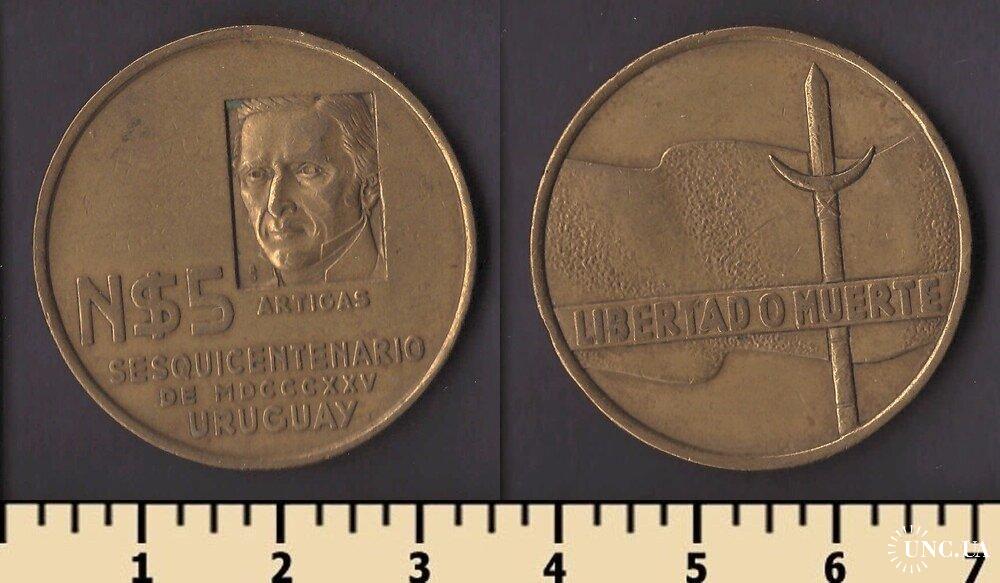 N$5
ARTIGAS
SESQUICENTENARIO
DE MDCCCXXV
URUGUAY
LIBERTAD O MUERTE
1 2 3 4 5 6 7
UNC.UA